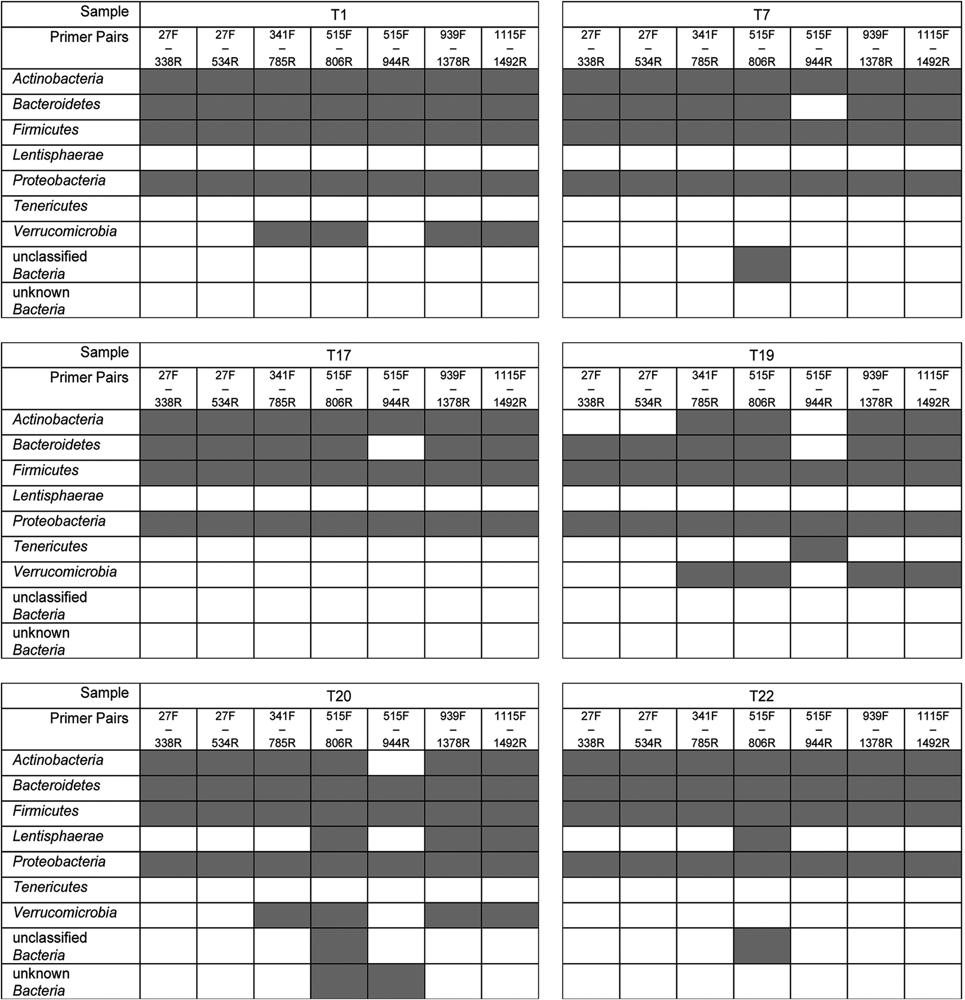 Sample T1
Primer Pairs 27F 27F 341F 515F 515F 939F 1115F
– – – – – – –
338R 534R 785R 806R 944R 1378R 1492R
Actinobacteria
Bacteroidetes
Firmicutes
Lentisphaerae
Proteobacteria
Tenericutes
Verrucomicrobia
unclassified
Bacteria
unknown
Bacteria
T7
27F 27F 341F 515F 515F 939F 1115F
– – – – – – –
338R 534R 785R 806R 944R 1378R 1492R
Sample T17
Primer Pairs 27F 27F 341F 515F 515F 939F 1115F
– – – – – – –
338R 534R 785R 806R 944R 1378R 1492R
Actinobacteria
Bacteroidetes
Firmicutes
Lentisphaerae
Proteobacteria
Tenericutes
Verrucomicrobia
unclassified
Bacteria
unknown
Bacteria
T19
27F 27F 341F 515F 515F 939F 1115F
– – – – – – –
338R 534R 785R 806R 944R 1378R 1492R
Sample T20
Primer Pairs 27F 27F 341F 515F 515F 939F 1115F
– – – – – – –
338R 534R 785R 806R 944R 1378R 1492R
Actinobacteria
Bacteroidetes
Firmicutes
Lentisphaerae
Proteobacteria
Tenericutes
Verrucomicrobia
unclassified
Bacteria
unknown
Bacteria
T22
27F 27F 341F 515F 515F 939F 1115F
– – – – – – –
338R 534R 785R 806R 944R 1378R 1492R